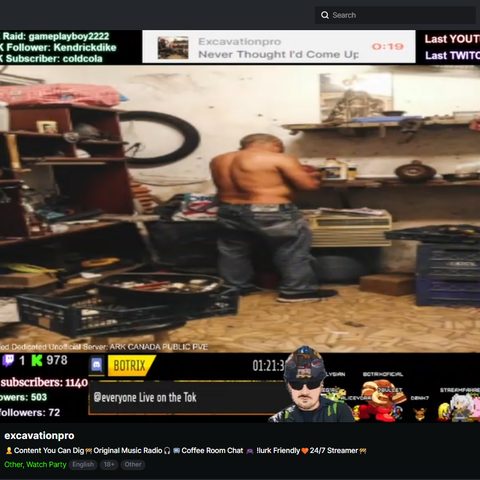 Search
Raid: gameplayboy2222
K Follower: Kendrickdike
K Subscriber: coldcola
Excavationpro
Never Thought I'd Come Up
0:19
Last YOUT
Last TWITC
ed Dedicated Unofficial Server: ARK CANADA PUBLIC PVE
1 K 978
BOTRIX
01:21:3
subscribers: 1140
owers: 503
followers: 72
@everyone Live on the Tok
BOTRIXOFICIAL
excavationpro
Content You Can Dig Original Music Radio Coffee Room Chat !lurk Friendly 24/7 Streamer
Other, Watch Party English 18+ Other